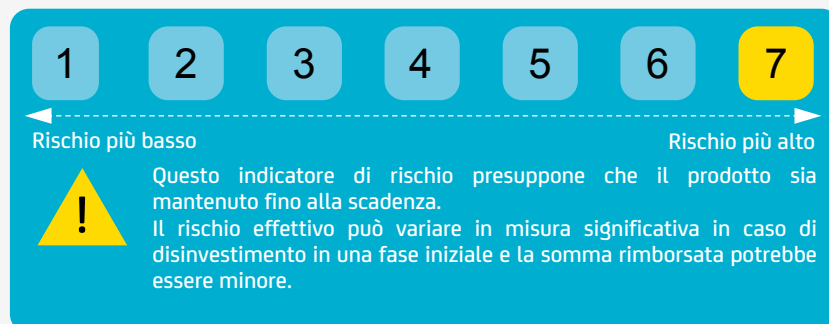 1 2 3 4 5 6 7
Rischio più basso Rischio più alto
Questo indicatore di rischio presuppone che il prodotto sia
mantenuto fino alla scadenza.
!
Il rischio effettivo può variare in misura significativa in caso di
disinvestimento in una fase iniziale e la somma rimborsata potrebbe
essere minore.